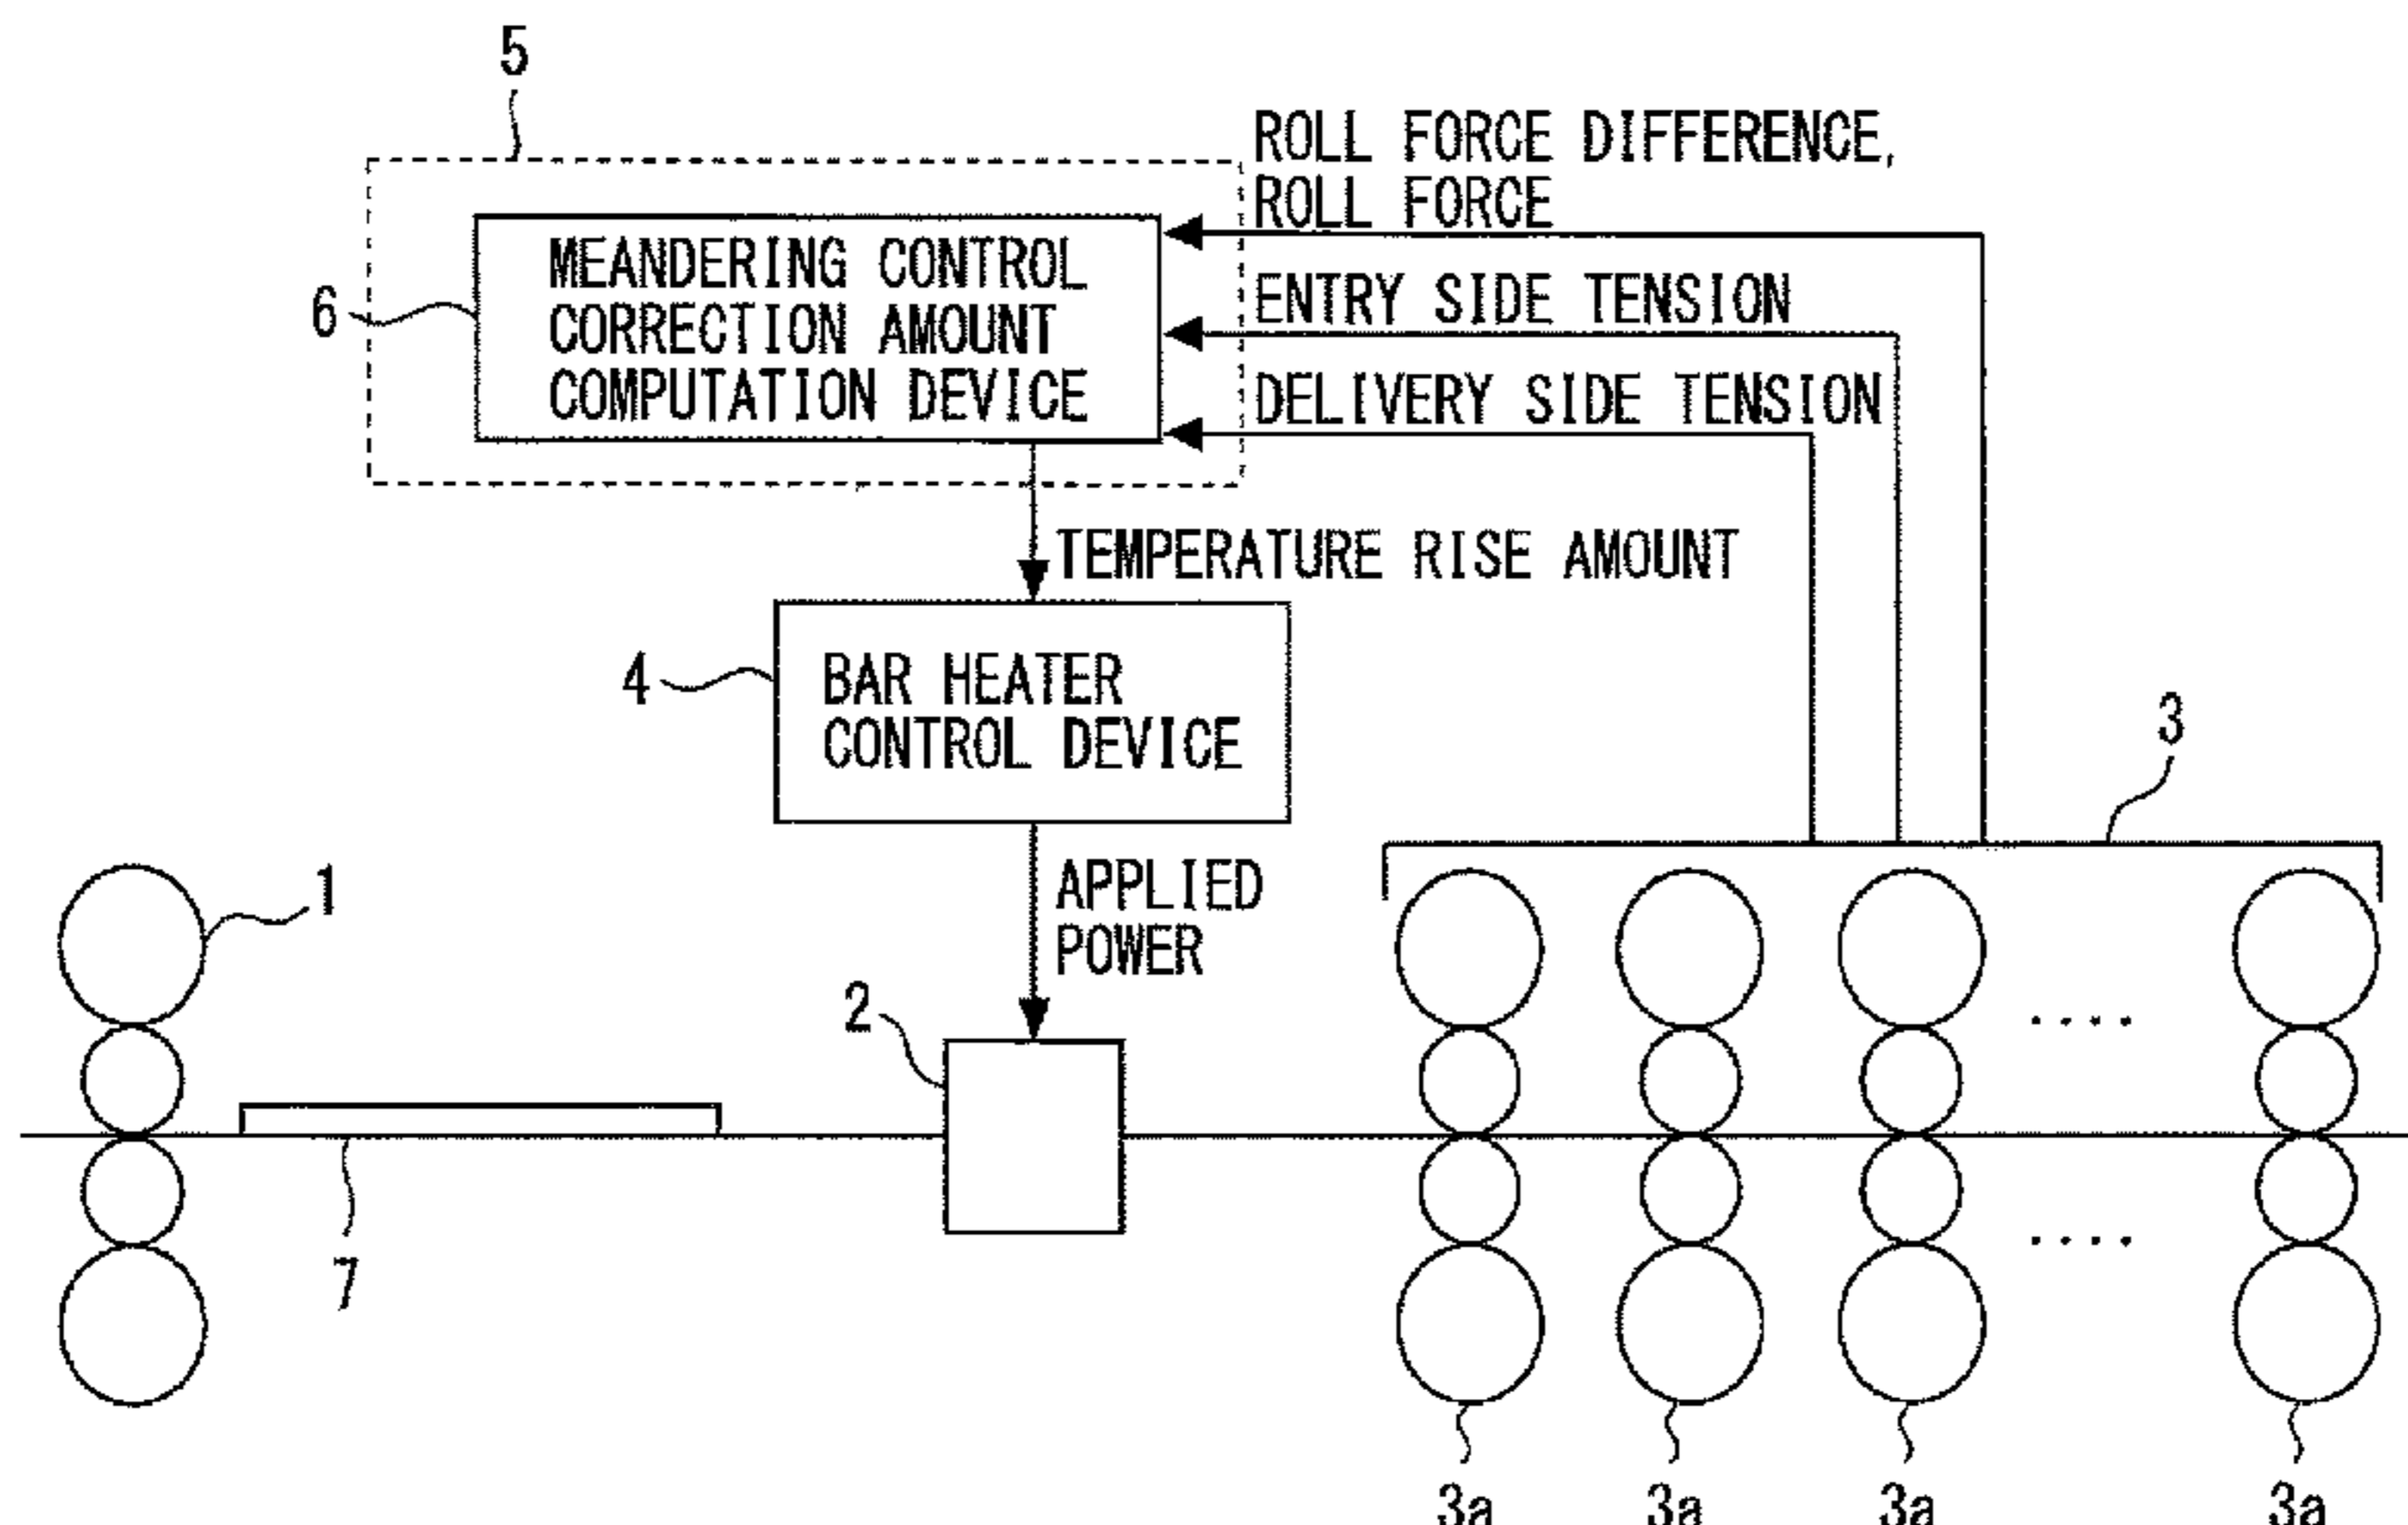 5
ROLL FORCE DIFFERENCE,
ROLL FORCE
MEANDERING CONTROL
CORRECTION AMOUNT
COMPUTATION DEVICE
6
ENTRY SIDE TENSION
DELIVERY SIDE TENSION
TEMPERATURE RISE AMOUNT
4
BAR HEATER
CONTROL DEVICE
3
1
APPLIED
POWER
2
....
....
7
3a
3a
3a
3a